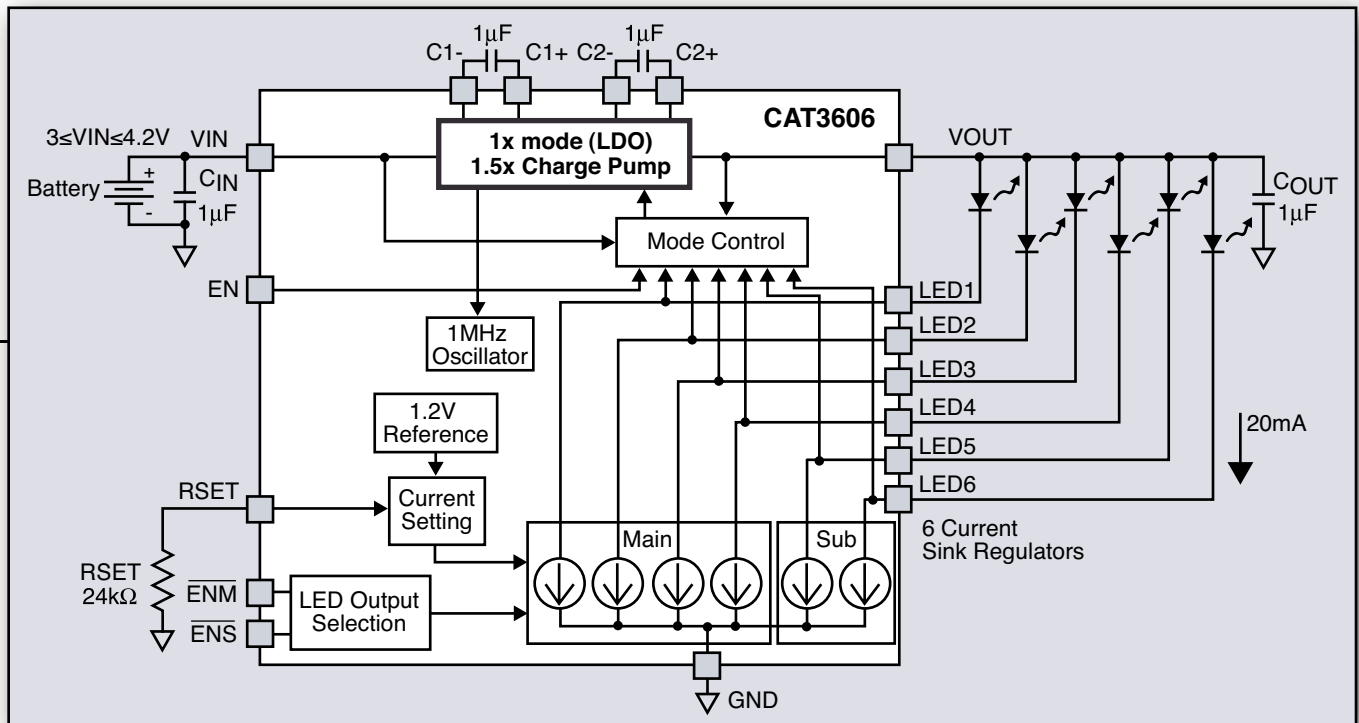 1μF
1μF
C1-
C1+
C2-
C2+
CAT3606
3≤VIN≤4.2V
VIN
1x mode (LDO)
1.5x Charge Pump
VOUT
Battery
+
-
CIN
1μF
COUT
1μF
Mode Control
EN
LED1
1MHz
Oscillator
LED2
LED3
1.2V
Reference
LED4
20mA
LED5
RSET
Current
Setting
LED6
Main
Sub
6 Current
Sink Regulators
RSET
24kΩ
ENM
ENS
LED Output
Selection
GND